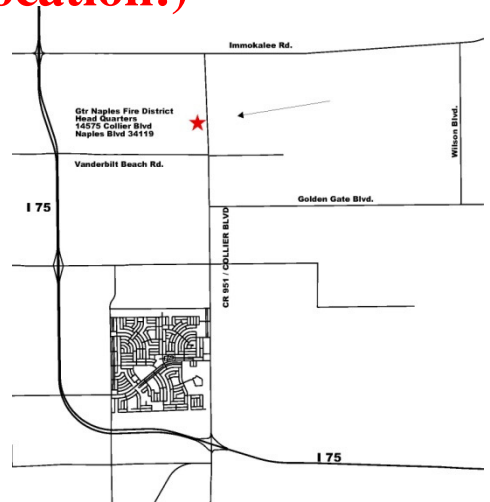 ocation!)
Immokalee Rd.
Gtr Naples Fire District
Head Quarters
14575 Collier Blvd
Naples Blvd 34119
Wilson Blvd.
Vanderbilt Beach Rd.
I 75
Golden Gate Blvd.
CR 951 / COLLIER BLVD
I 75